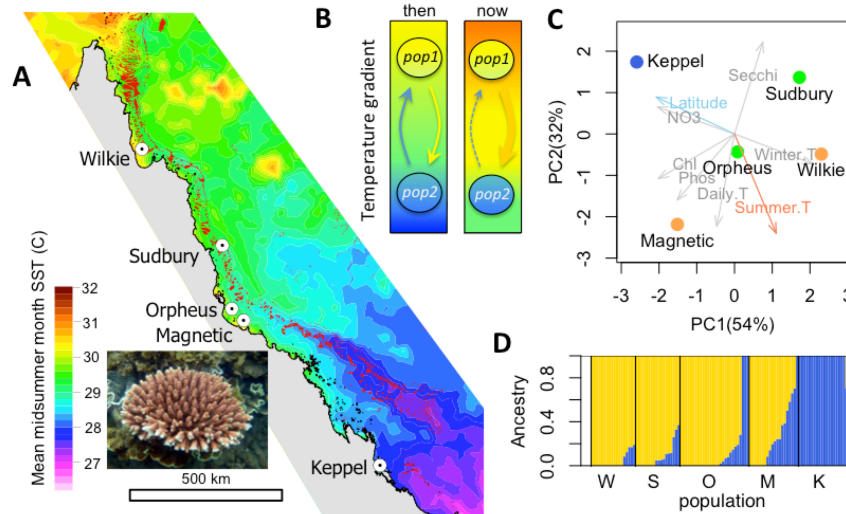 A
Wilkie
Sudbury
Orpheus
Magnetic
Keppel
Mean midsummer month SST (C)
32
31
30
29
28
27
500 km
B
then
now
Temperature gradient
pop1
pop2
pop1
pop2
C
PC2(32%)
2
1
0
-1
-2
-3
Keppel
Secchi
Sudbury
Latitude
NO3
Orpheus
Winter.T
Wilkie
Chl
Phos
Daily.T
Summer.T
Magnetic
-3
-2
-1
0
1
2
3
PC1(54%)
D
Ancestry
0.8
0.4
0.0
W
S
O
M
K
population